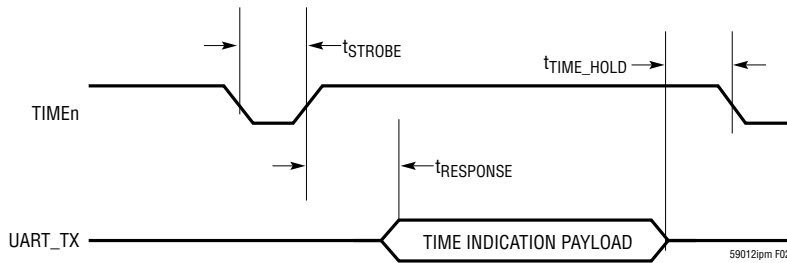 tSTROBE
tTIME_HOLD
TIMEn
tRESPONSE
UART_TX
TIME INDICATION PAYLOAD
59012ipm F02